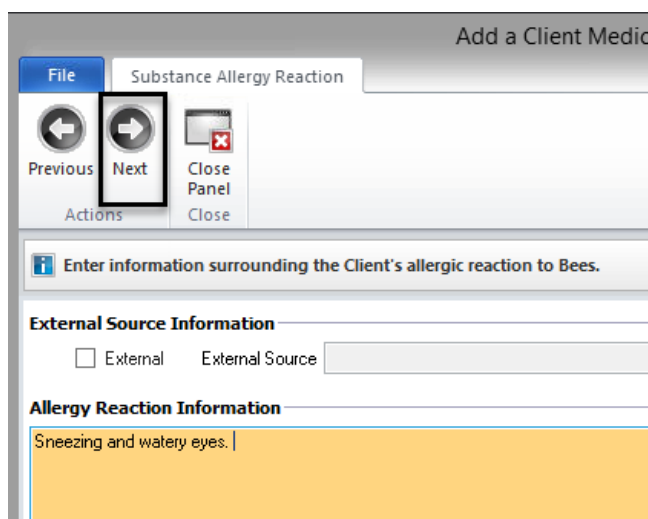 Add a Client Medic
File Substance Allergy Reaction
Previous Next Close Panel
Actions Close
Enter information surrounding the Client's allergic reaction to Bees.
External Source Information
External External Source
Allergy Reaction Information
Sneezing and watery eyes.